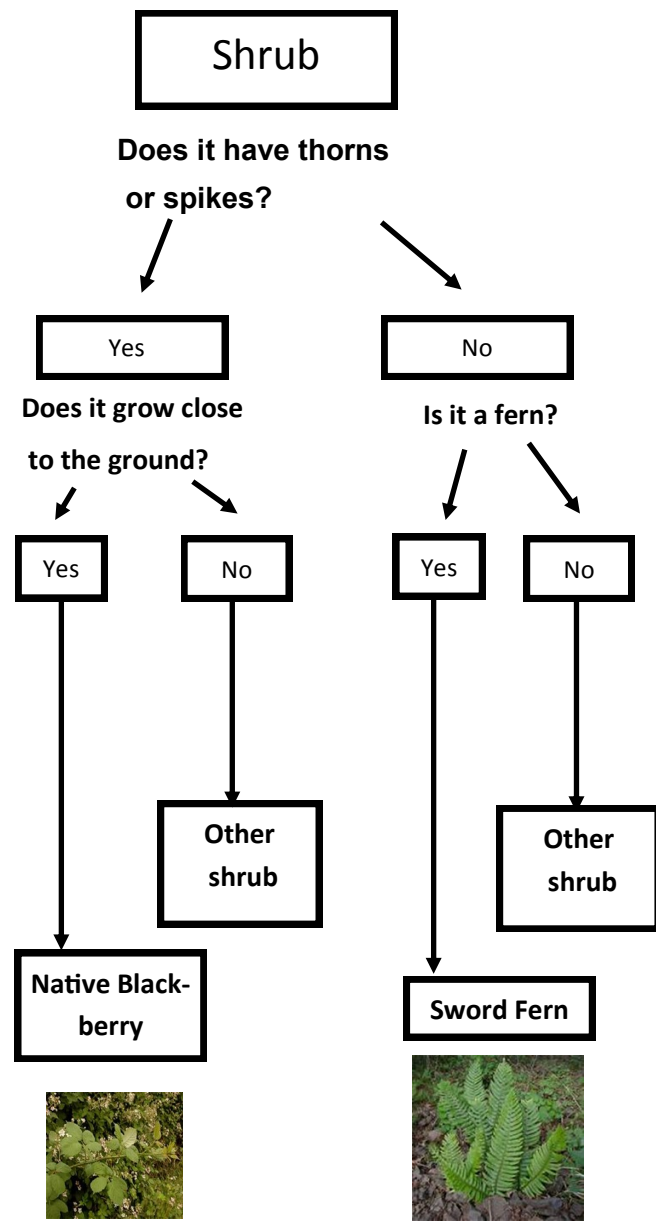 Shrub
Does it have thorns
or spikes?
Yes
No
Does it grow close
to the ground?
Is it a fern?
Yes
No
Yes
No
Other
shrub
Other
shrub
Native Black-
berry
Sword Fern